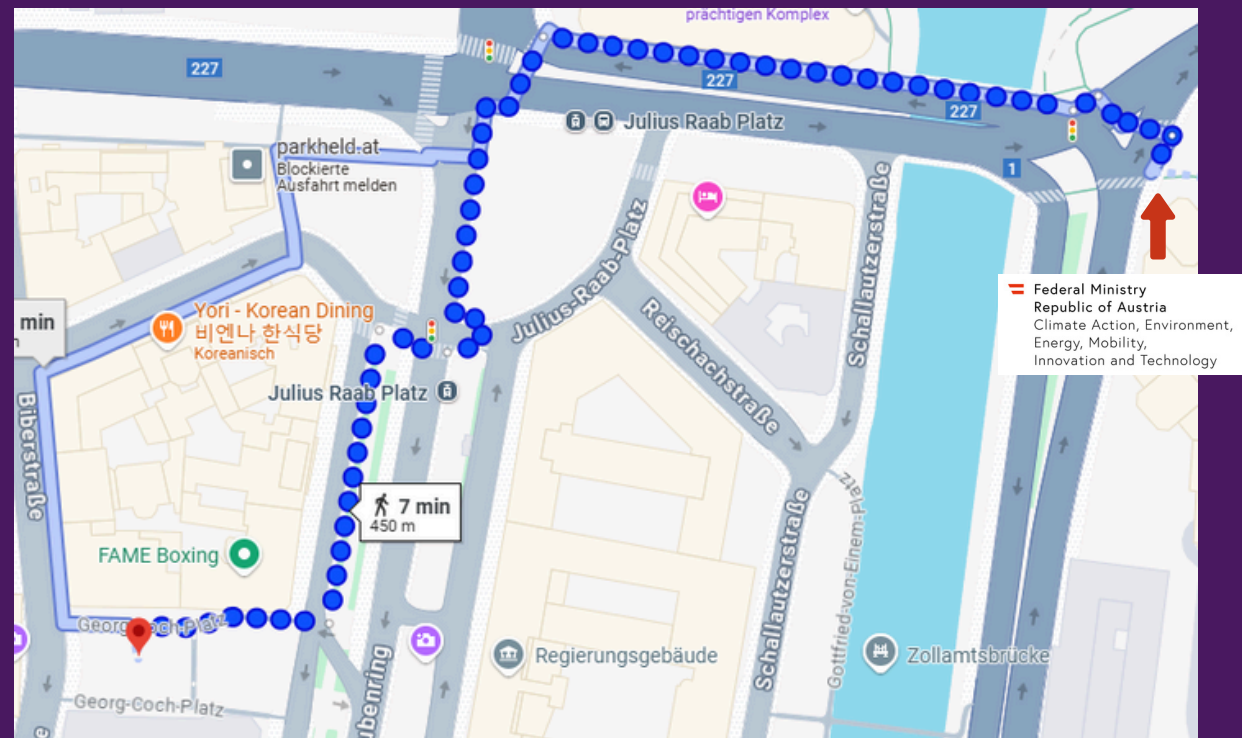 prächtigen Komplex
227
227
227
Julius Raab Platz
1
parkheld.at
Blockierte
Ausfahrt melden
Schallautzerstraße
Julius-Raab-Platz
Federal Ministry
Republic of Austria
Climate Action, Environment,
Energy, Mobility,
Innovation and Technology
min
Yori - Korean Dining
비엔나 한식당
Koreanisch
Reischachstraße
Julius Raab Platz
Biberstraße
7 min
450 m
FAME Boxing
Schallautzerstraße
Gottfried-von-Einem-Platz
Georg-Coch-Platz
Regierungsgebäude
Zollamtsbrücke
Georg-Coch-Platz
ubenring
e